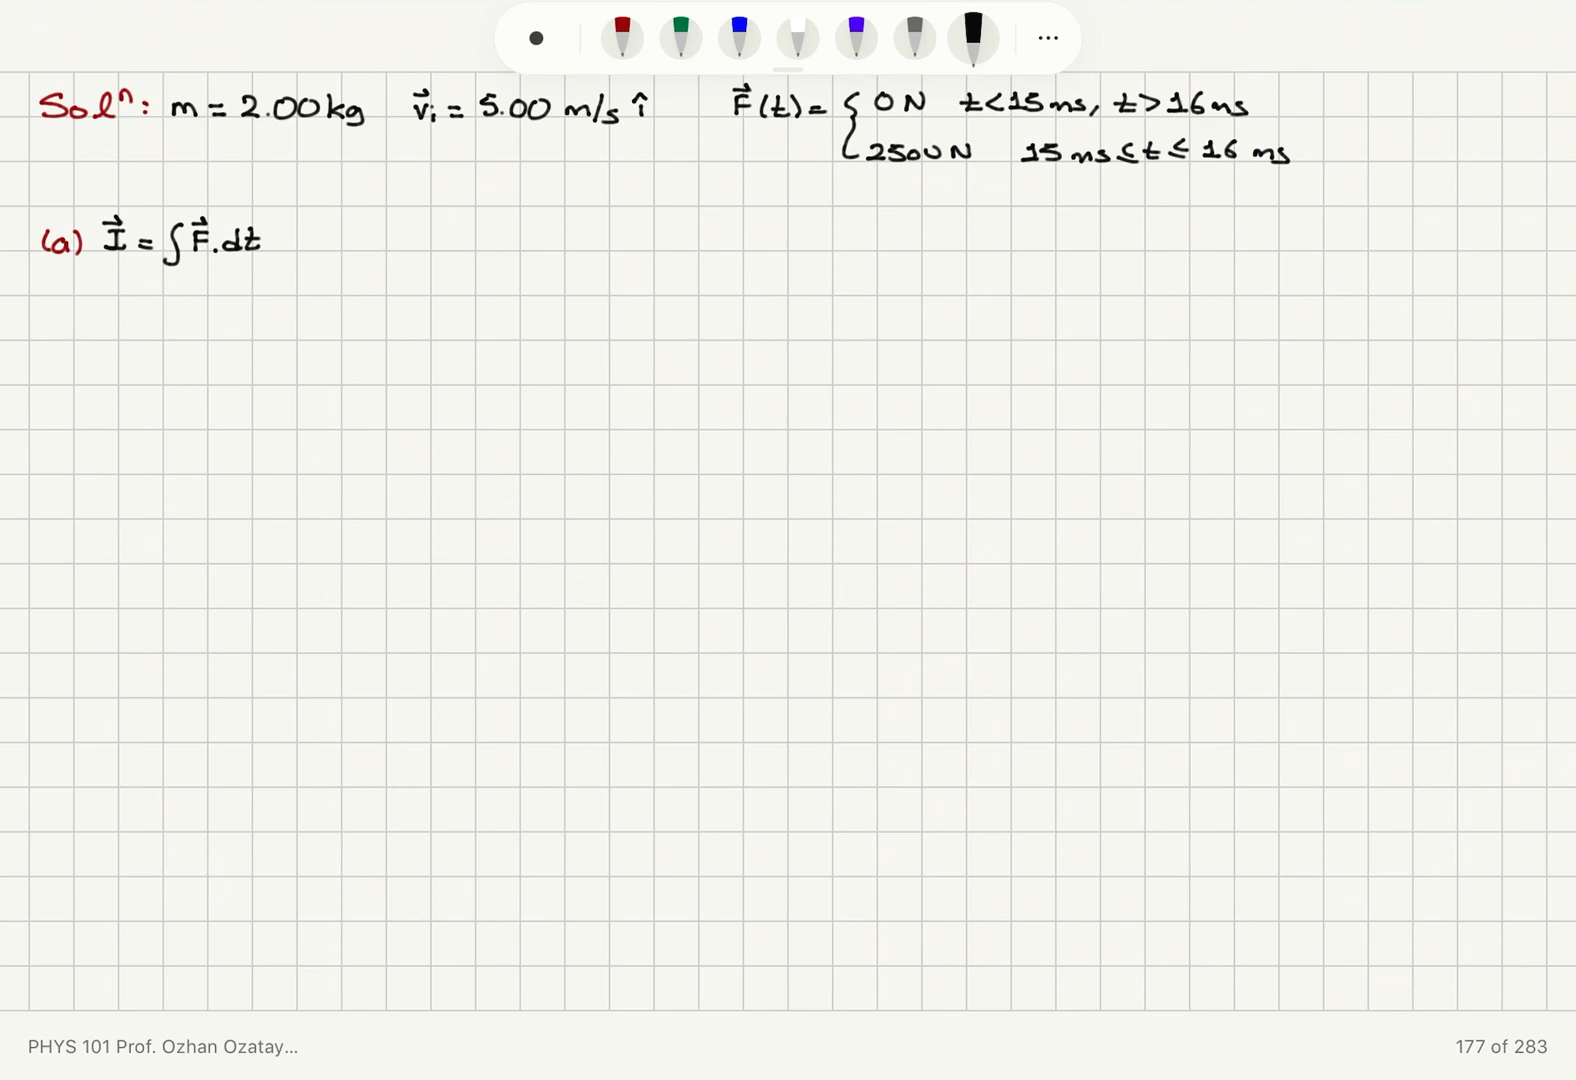 Solⁿ: m = 2.00 kg v⃗ᵢ = 5.00 m/s î F⃗(t) = { 0 N t < 15 ms, t > 16 ms
2500 N 15 ms ≤ t ≤ 16 ms
(a) I⃗ = ∫ F⃗ . dt
PHYS 101 Prof. Ozhan Ozatay...
177 of 283